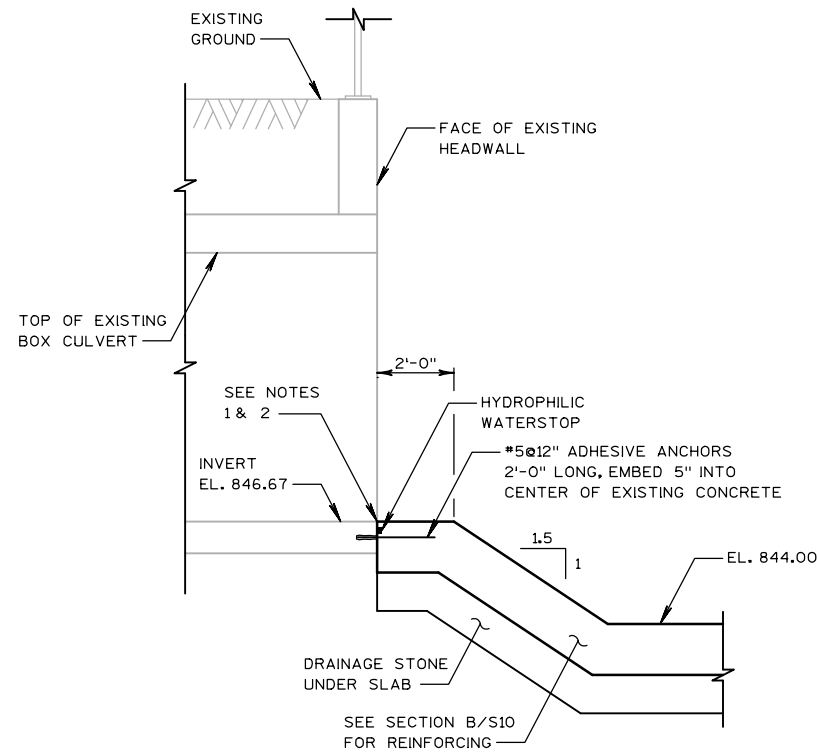 EXISTING
GROUND
FACE OF EXISTING
HEADWALL
TOP OF EXISTING
BOX CULVERT
2'-0"
SEE NOTES
1 & 2
HYDROPHILIC
WATERSTOP
#5@12" ADHESIVE ANCHORS
2'-0" LONG, EMBED 5" INTO
CENTER OF EXISTING CONCRETE
INVERT
EL. 846.67
1.5
1
EL. 844.00
DRAINAGE STONE
UNDER SLAB
SEE SECTION B/S10
FOR REINFORCING